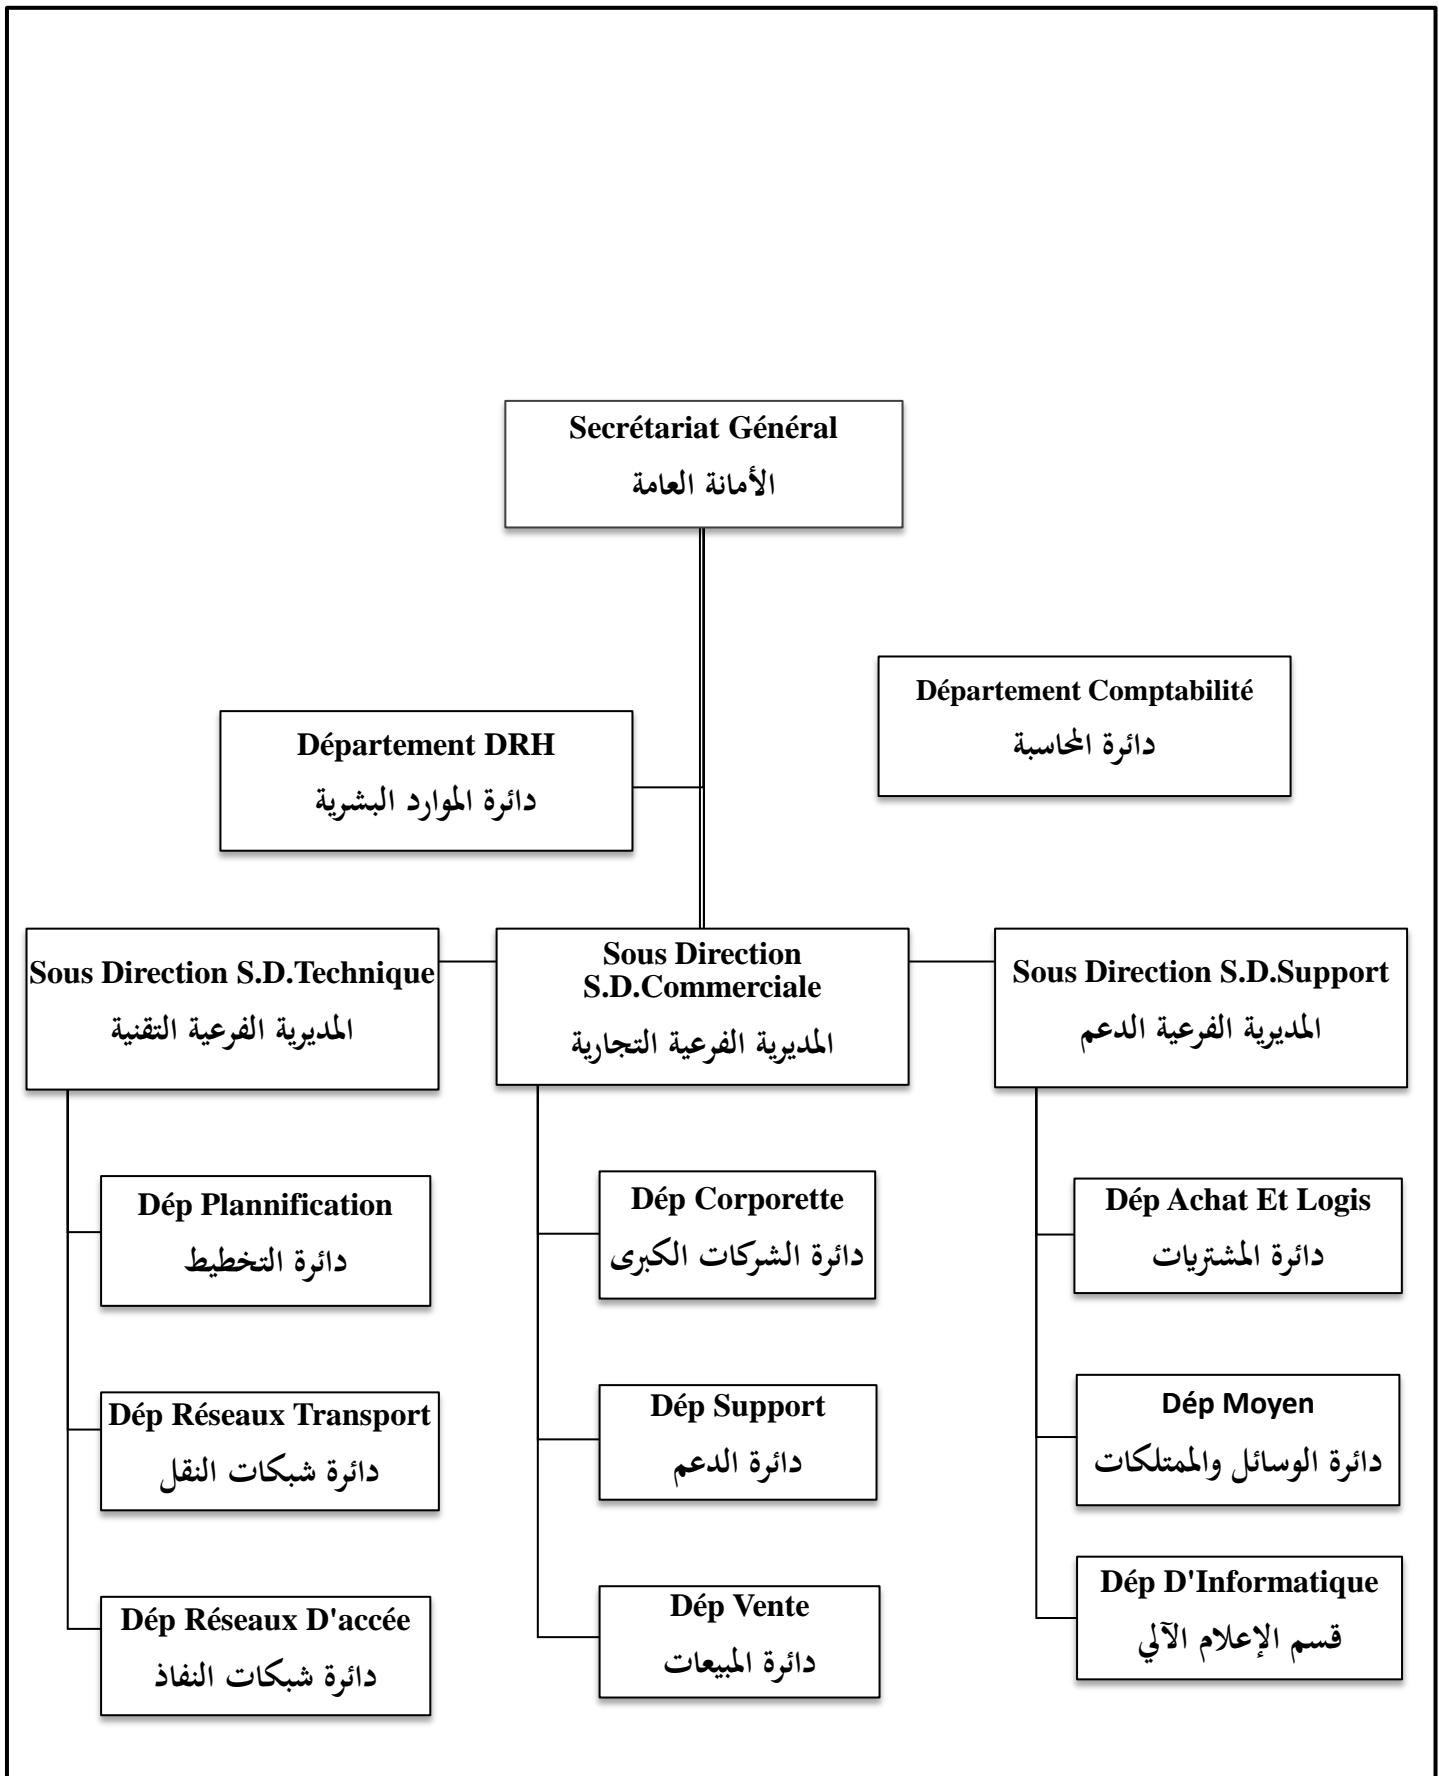 Secrétariat Général
الأمانة العامة
Département Comptabilité
دائرة المحاسبة
Département DRH
دائرة الموارد البشرية
Sous Direction S.D.Technique
المديرية الفرعية التقنية
Sous Direction
S.D.Commerciale
المديرية الفرعية التجارية
Sous Direction S.D.Support
المديرية الفرعية الدعم
Dép Plannification
دائرة التخطيط
Dép Corporette
دائرة الشركات الكبرى
Dép Achat Et Logis
دائرة المشتريات
Dép Réseaux Transport
دائرة شبكات النقل
Dép Support
دائرة الدعم
Dép Moyen
دائرة الوسائل والممتلكات
Dép Réseaux D'accée
دائرة شبكات النفاذ
Dép Vente
دائرة المبيعات
Dép D'Informatique
قسم الإعلام الآلي